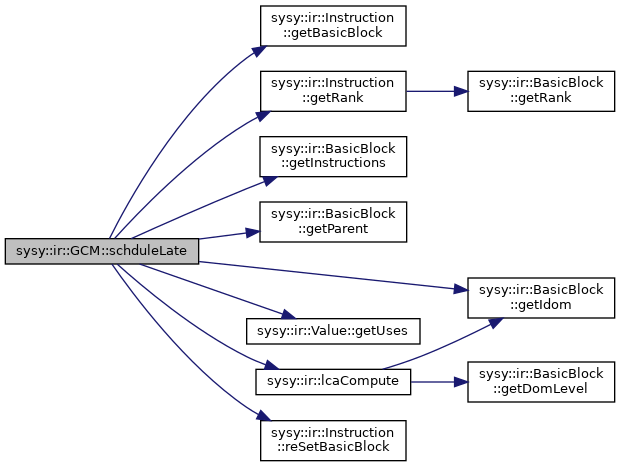 sysy::ir::Instruction
::getBasicBlock
sysy::ir::Instruction
::getRank
sysy::ir::BasicBlock
::getRank
sysy::ir::BasicBlock
::getInstructions
sysy::ir::BasicBlock
::getParent
sysy::ir::GCM::schduleLate
sysy::ir::BasicBlock
::getIdom
sysy::ir::Value::getUses
sysy::ir::lcaCompute
sysy::ir::BasicBlock
::getDomLevel
sysy::ir::Instruction
::reSetBasicBlock